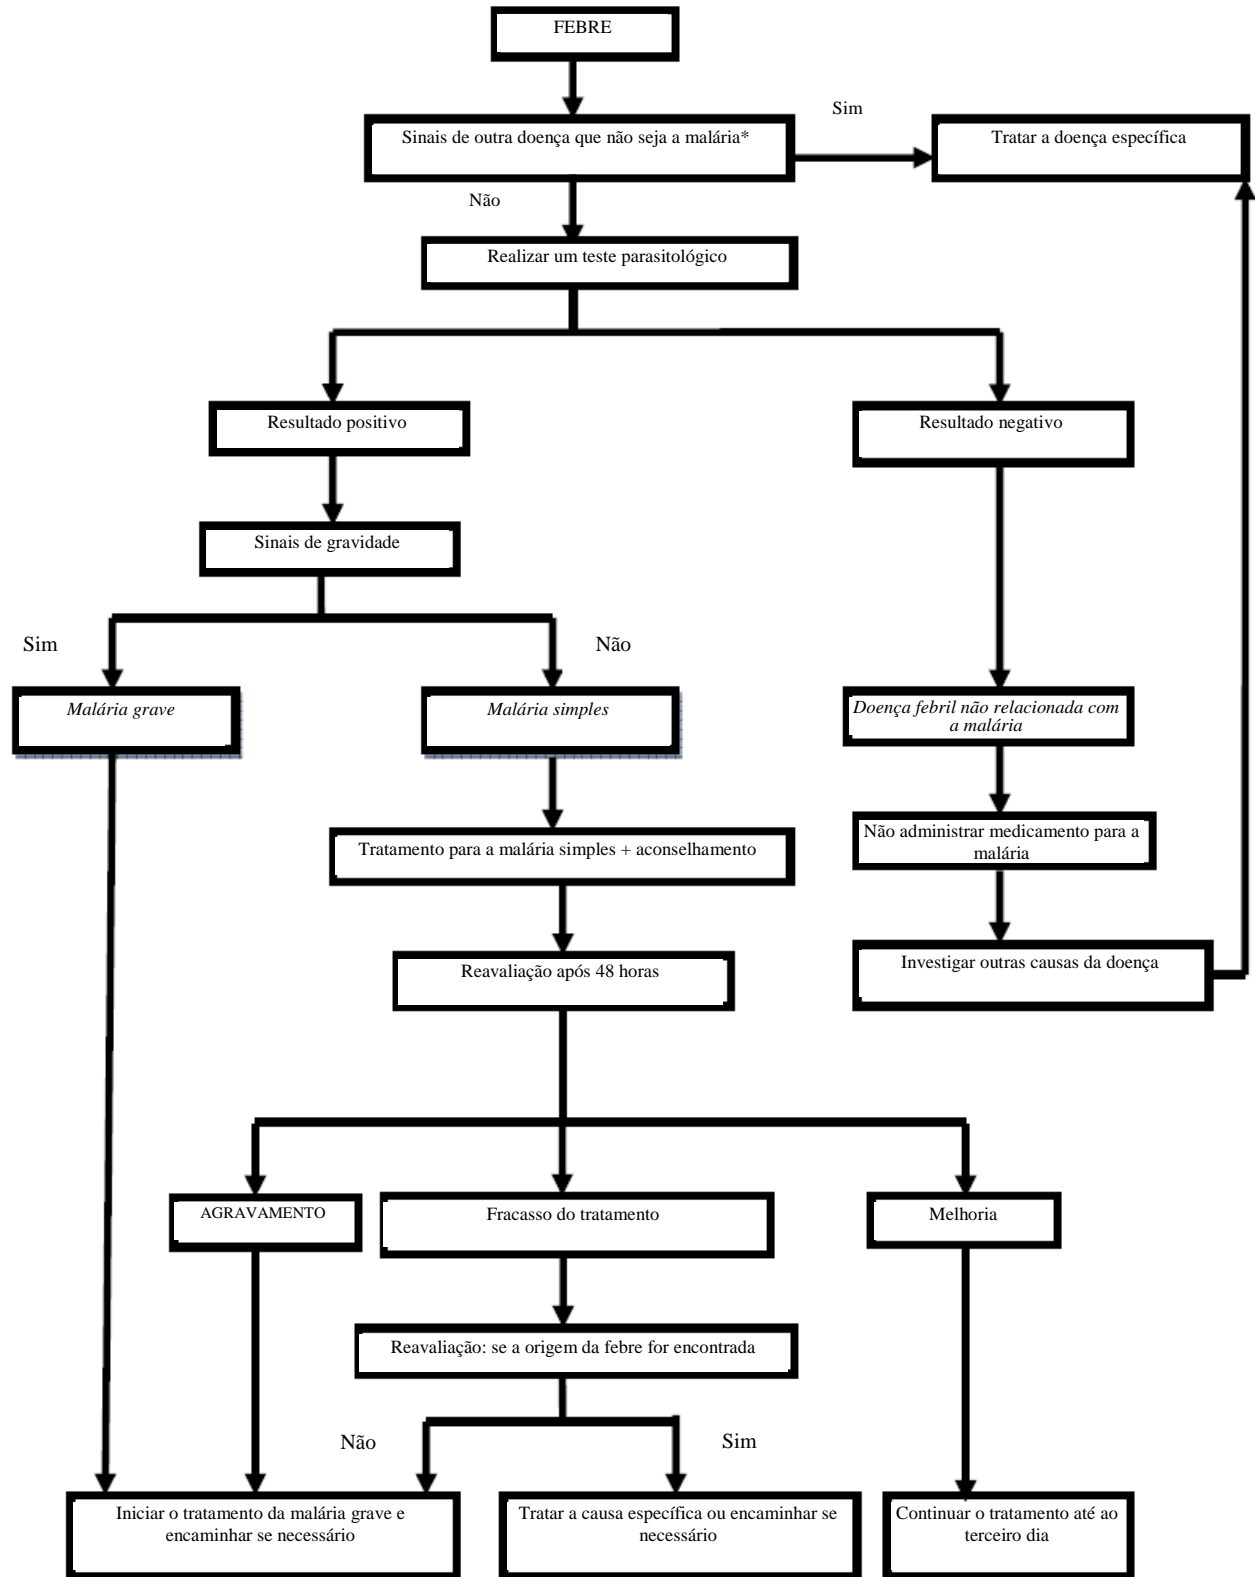 FEBRE
Sim
Sinais de outra doença que não seja a malária*
Tratar a doença específica
Não
Realizar um teste parasitológico
Resultado positivo
Resultado negativo
Sinais de gravidade
Sim
Não
Malária grave
Malária simples
Doença febril não relacionada com
a malária
Tratamento para a malária simples + aconselhamento
Não administrar medicamento para a
malária
Reavaliação após 48 horas
Investigar outras causas da doença
AGRAVAMENTO
Fracasso do tratamento
Melhoria
Reavaliação: se a origem da febre for encontrada
Não
Sim
Iniciar o tratamento da malária grave e
encaminhar se necessário
Tratar a causa específica ou encaminhar se
necessário
Continuar o tratamento até ao
terceiro dia